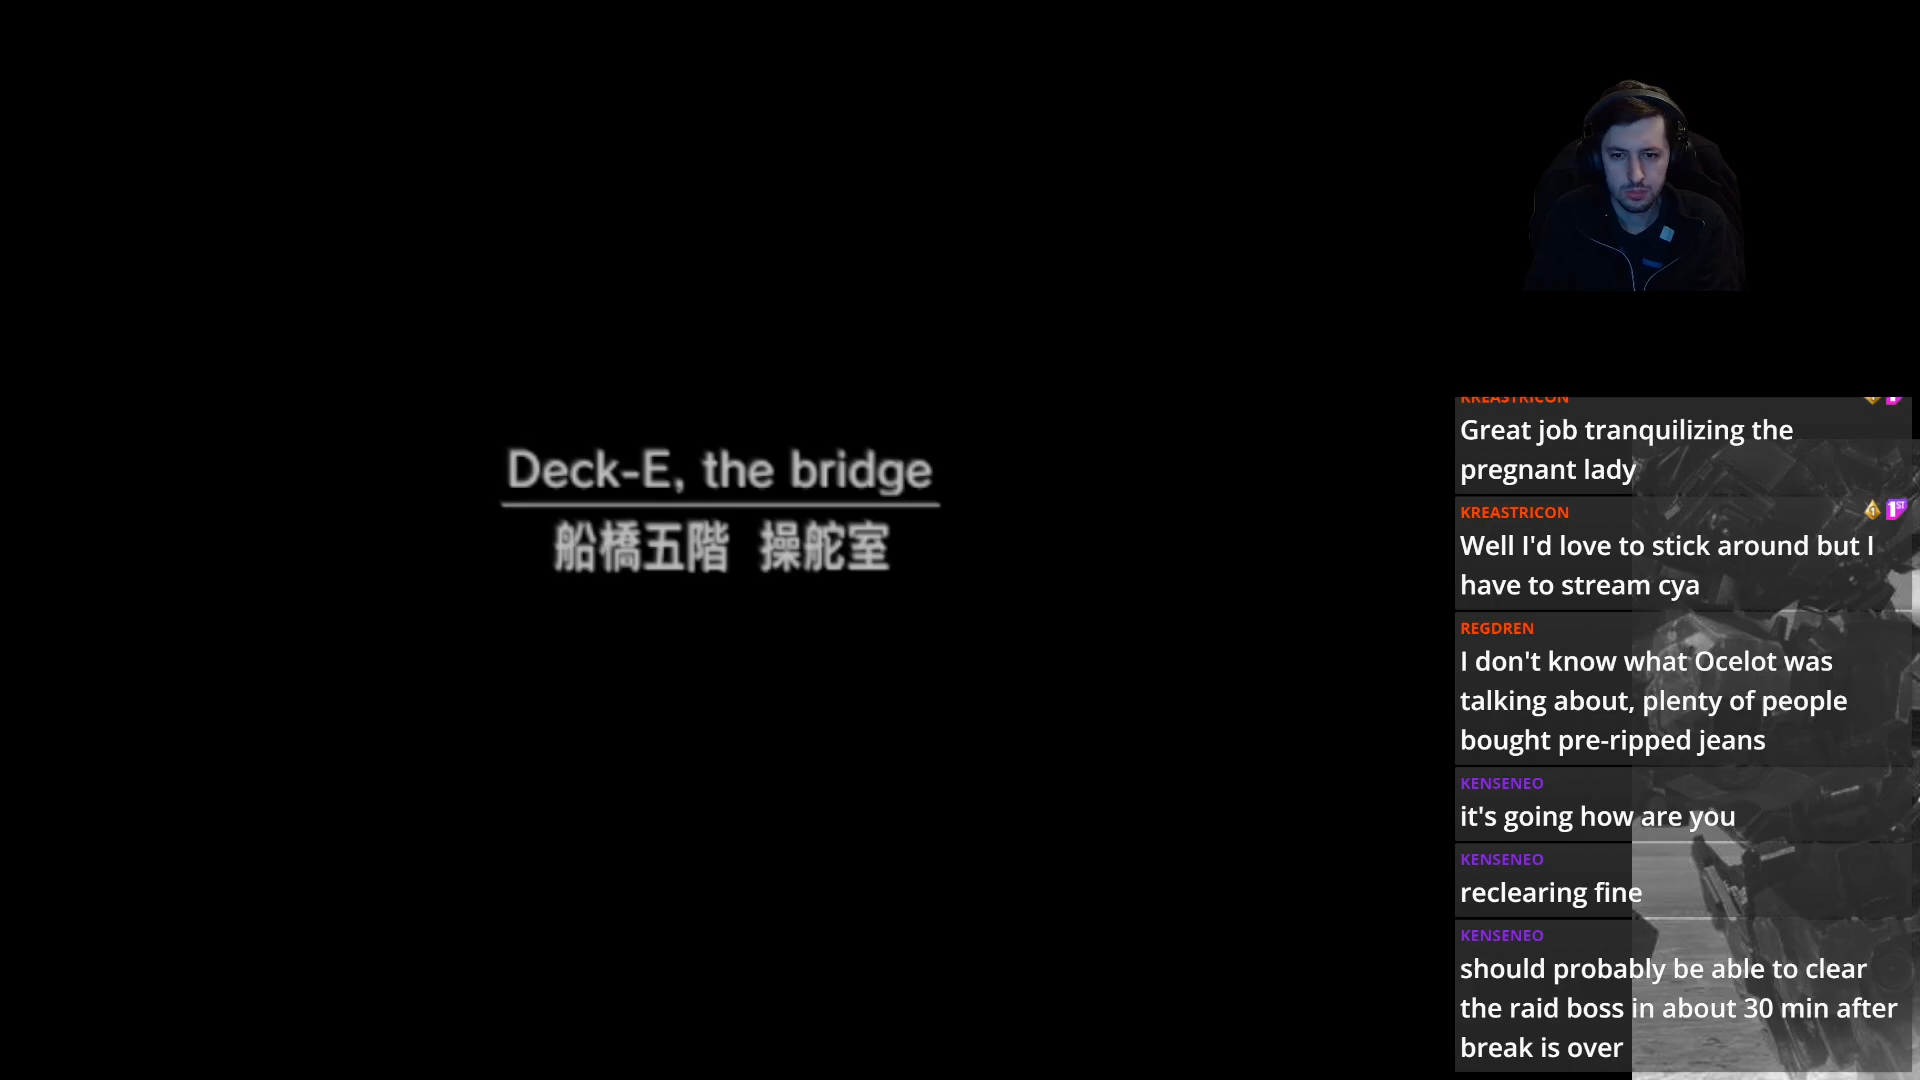 Deck-E, the bridge
船橋五階 操舵室
KREASTRICON
Great job tranquilizing the
pregnant lady
KREASTRICON
1ST
Well I'd love to stick around but I
have to stream cya
REGDREN
I don't know what Ocelot was
talking about, plenty of people
bought pre-ripped jeans
KENSENEO
it's going how are you
KENSENEO
reclearing fine
KENSENEO
should probably be able to clear
the raid boss in about 30 min after
break is over